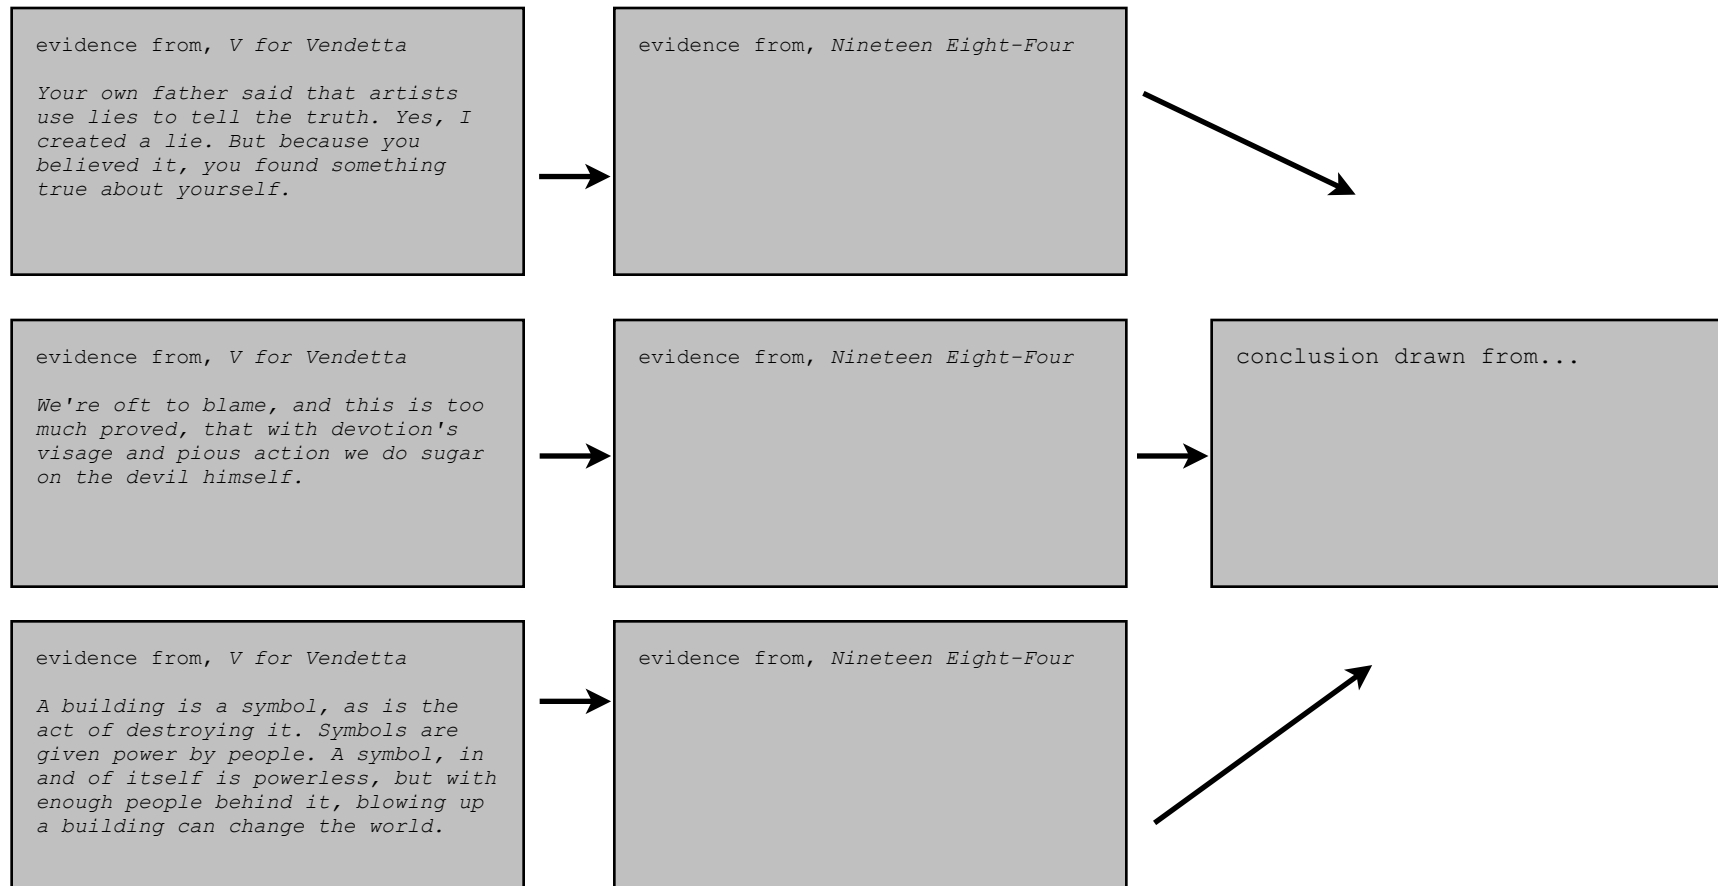 evidence from, V for Vendetta
Your own father said that artists
use lies to tell the truth. Yes, I
created a lie. But because you
believed it, you found something
true about yourself.
evidence from, Nineteen Eight-Four
evidence from, V for Vendetta
We're oft to blame, and this is too
much proved, that with devotion's
visage and pious action we do sugar
on the devil himself.
evidence from, Nineteen Eight-Four
conclusion drawn from...
evidence from, V for Vendetta
A building is a symbol, as is the
act of destroying it. Symbols are
given power by people. A symbol, in
and of itself is powerless, but with
enough people behind it, blowing up
a building can change the world.
evidence from, Nineteen Eight-Four